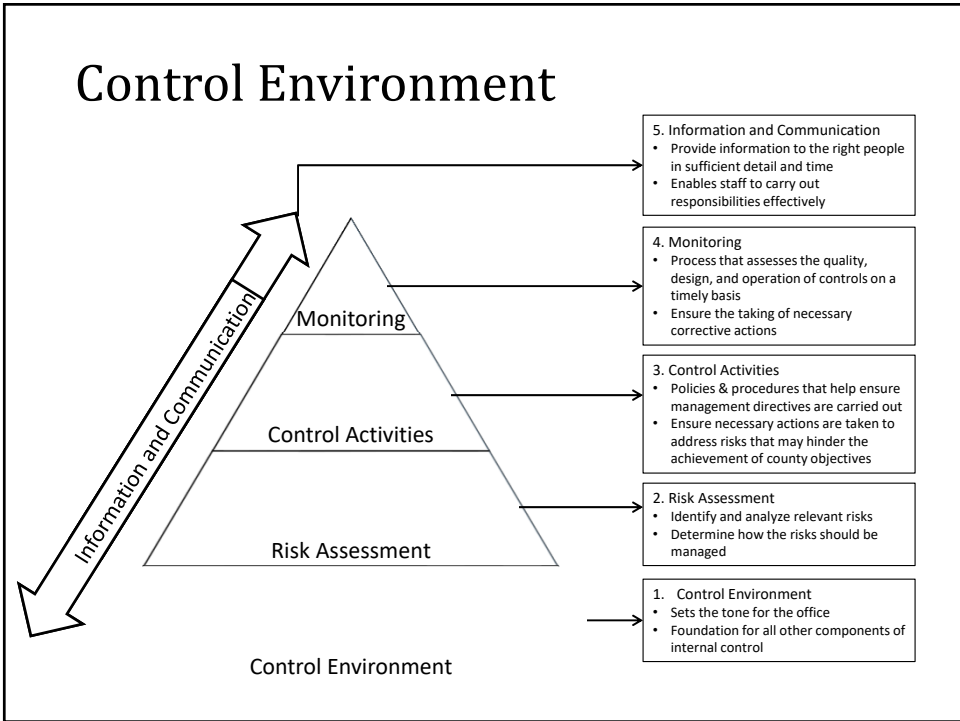 Control Environment
5. Information and Communication
• Provide information to the right people
in sufficient detail and time
• Enables staff to carry out
responsibilities effectively
4. Monitoring
• Process that assesses the quality,
design, and operation of controls on a
timely basis
• Ensure the taking of necessary
corrective actions
3. Control Activities
• Policies & procedures that help ensure
management directives are carried out
• Ensure necessary actions are taken to
address risks that may hinder the
achievement of county objectives
2. Risk Assessment
• Identify and analyze relevant risks
• Determine how the risks should be
managed
1. Control Environment
• Sets the tone for the office
• Foundation for all other components of
internal control
Information and Communication
Monitoring
Control Activities
Risk Assessment
Control Environment